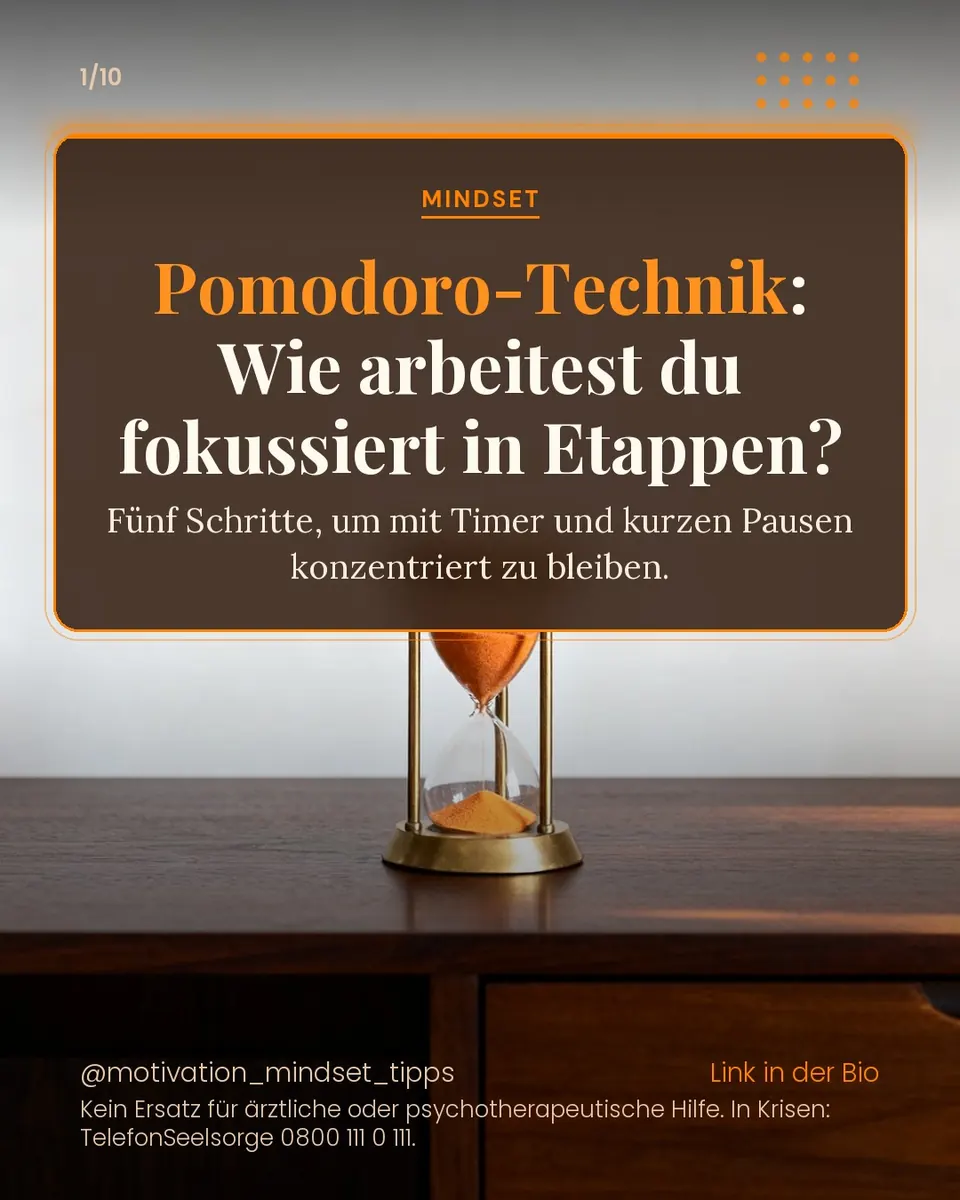 1/10
MINDSET
Pomodoro-Technik:
Wie arbeitest du
fokussiert in Etappen?
Fünf Schritte, um mit Timer und kurzen Pausen
konzentriert zu bleiben.
@motivation_mindset_tipps
Link in der Bio
Kein Ersatz für ärztliche oder psychotherapeutische Hilfe. In Krisen:
TelefonSeelsorge 0800 111 0 111.